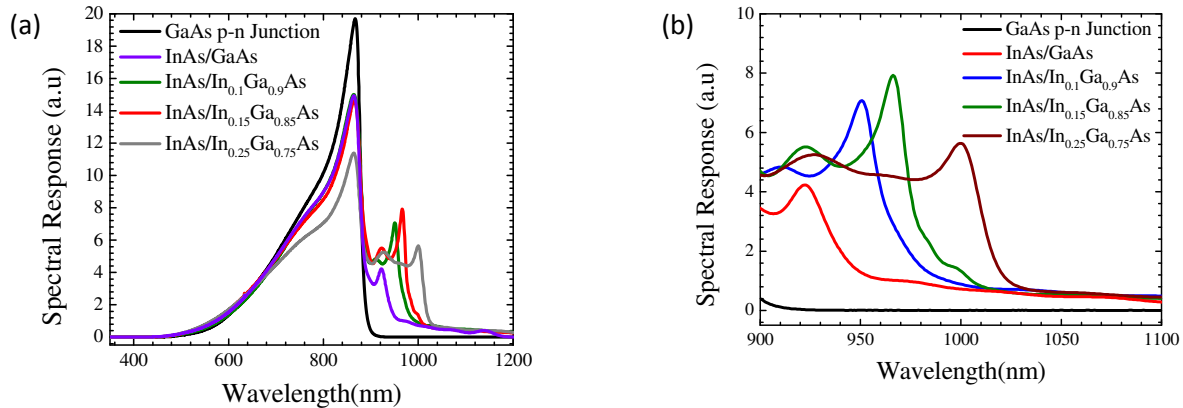 (a)
Spectral Response (a.u)
20
18
16
14
12
10
8
6
4
2
0
GaAs p-n Junction
InAs/GaAs
InAs/In0.1Ga0.9As
InAs/In0.15Ga0.85As
InAs/In0.25Ga0.75As
400 600 800 1000 1200
Wavelength(nm)
(b)
Spectral Response (a.u)
10
8
6
4
2
0
GaAs p-n Junction
InAs/GaAs
InAs/In0.1Ga0.9As
InAs/In0.15Ga0.85As
InAs/In0.25Ga0.75As
900 950 1000 1050 1100
Wavelength(nm)